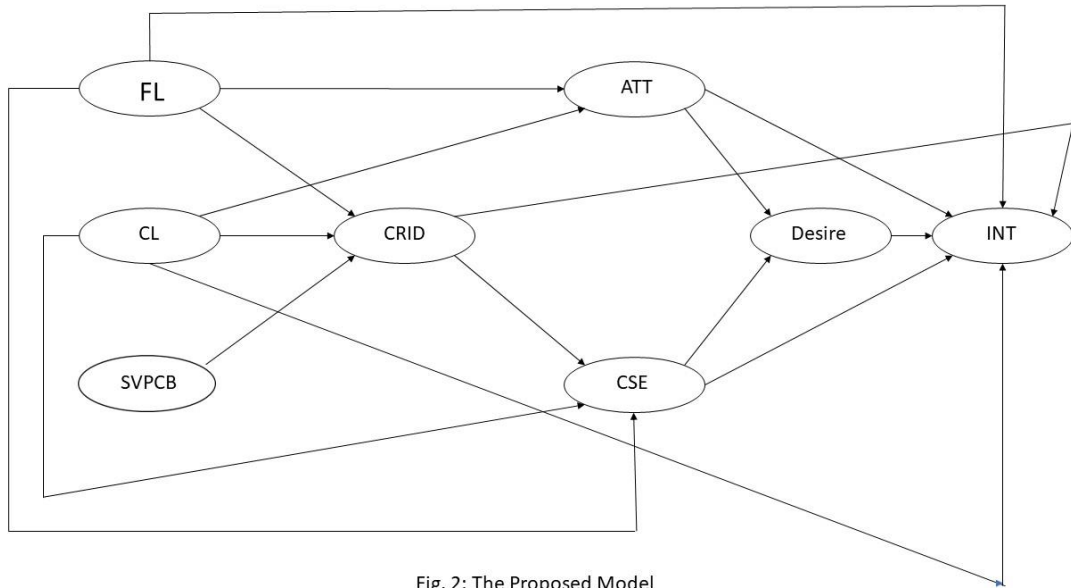 FL
ATT
CL
CRID
Desire
INT
SVPCB
CSE
Fig. 2: The Proposed Model